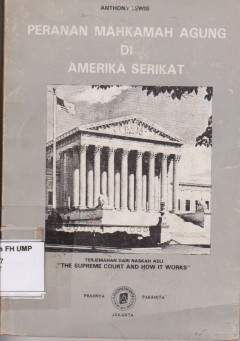 ANTHONY LEWIS
PERANAN MAHKAMAH AGUNG
DI
AMERIKA SERIKAT
FH UMP
7
TERJEMAHAN DARI NASKAH ASLI
"THE SUPREME COURT AND HOW IT WORKS"
PRADNYA PARAMITA
JAKARTA